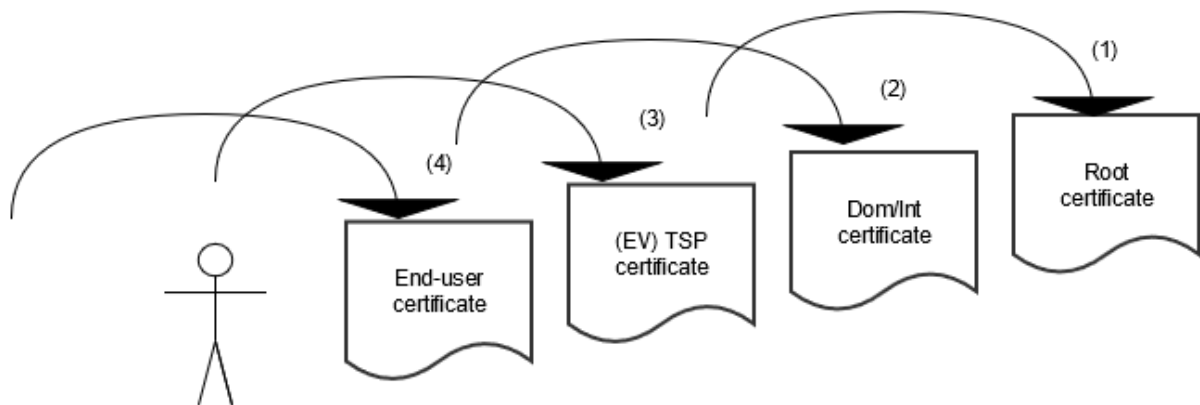 (1)
(2)
(3)
(4)
Root
certificate
Dom/Int
certificate
(EV) TSP
certificate
End-user
certificate